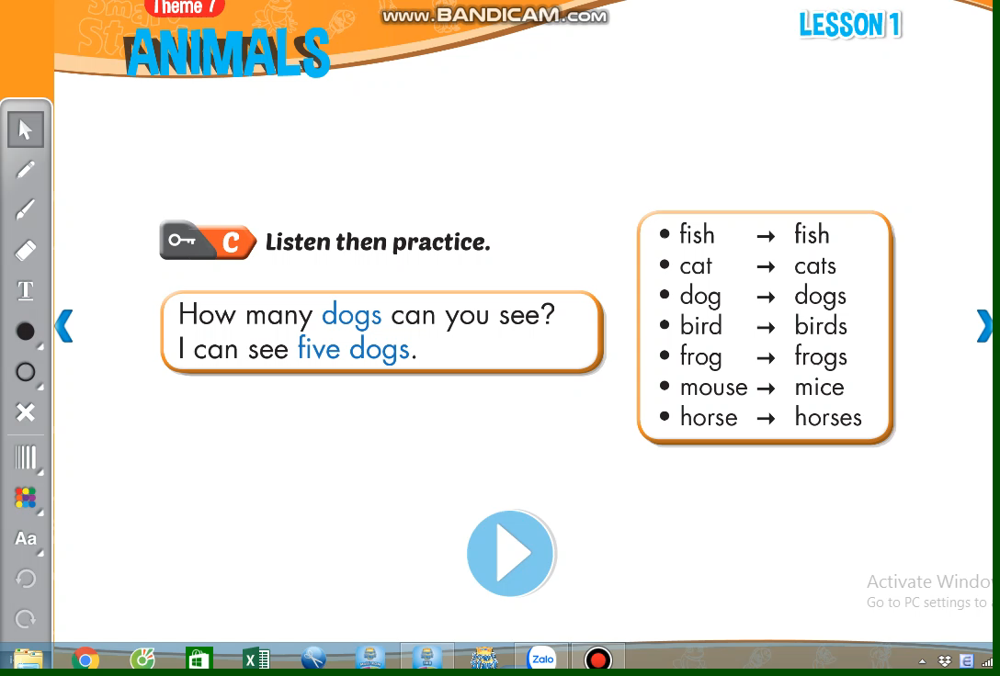 Theme 7
www.BANDICAM.com
LESSON 1
ANIMALS
C Listen then practice.
How many dogs can you see?
I can see five dogs.
• fish → fish
• cat → cats
• dog → dogs
• bird → birds
• frog → frogs
• mouse → mice
• horse → horses
T
Aa
Activate Windo
Go to PC settings to
Zalo